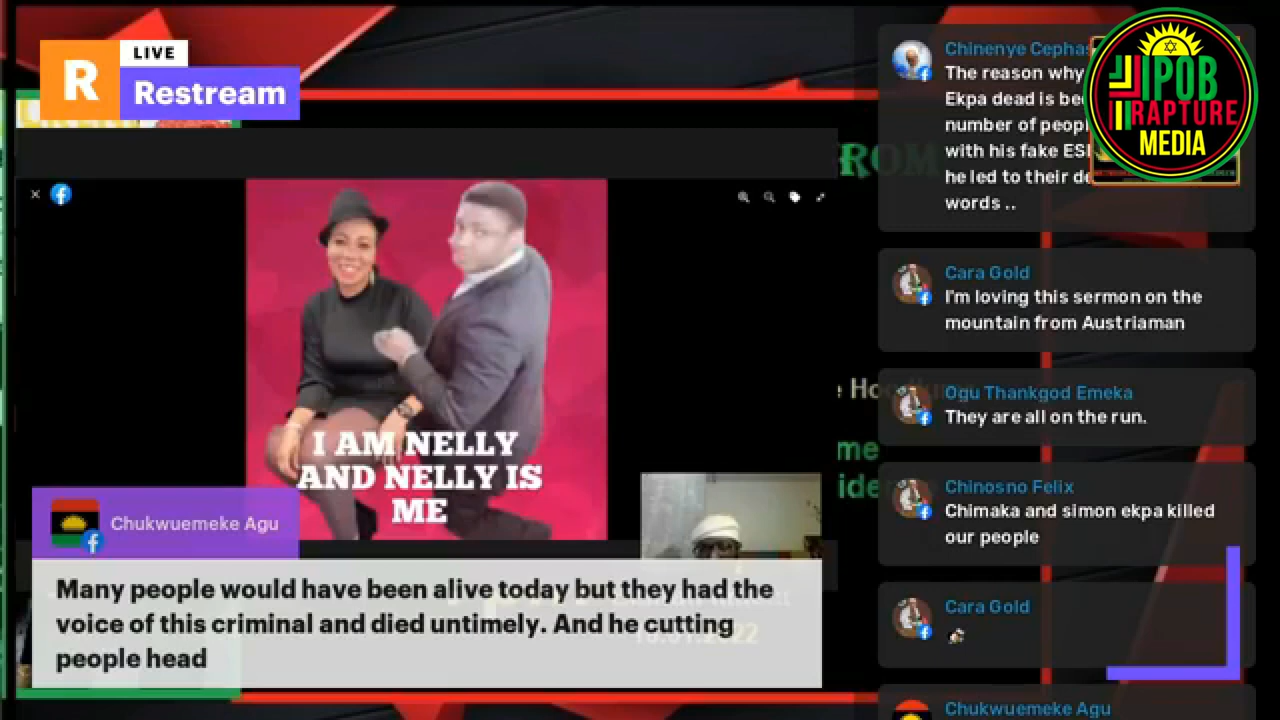 R
LIVE
Restream
ROM
I AM NELLY
AND NELLY IS
ME
Chukwuemeke Agu
Many people would have been alive today but they had the
voice of this criminal and died untimely. And he cutting
people head
Chinenye Cephas
The reason why
Ekpa dead is
number of
with his fake
he led to their
words ..
IPOB
RAPTURE
MEDIA
Cara Gold
I'm loving this sermon on the
mountain from Austriaman
Ogu Thankgod Emeka
They are all on the run.
Chinosno Felix
Chimaka and simon ekpa killed
our people
Cara Gold
Chukwuemeke Agu